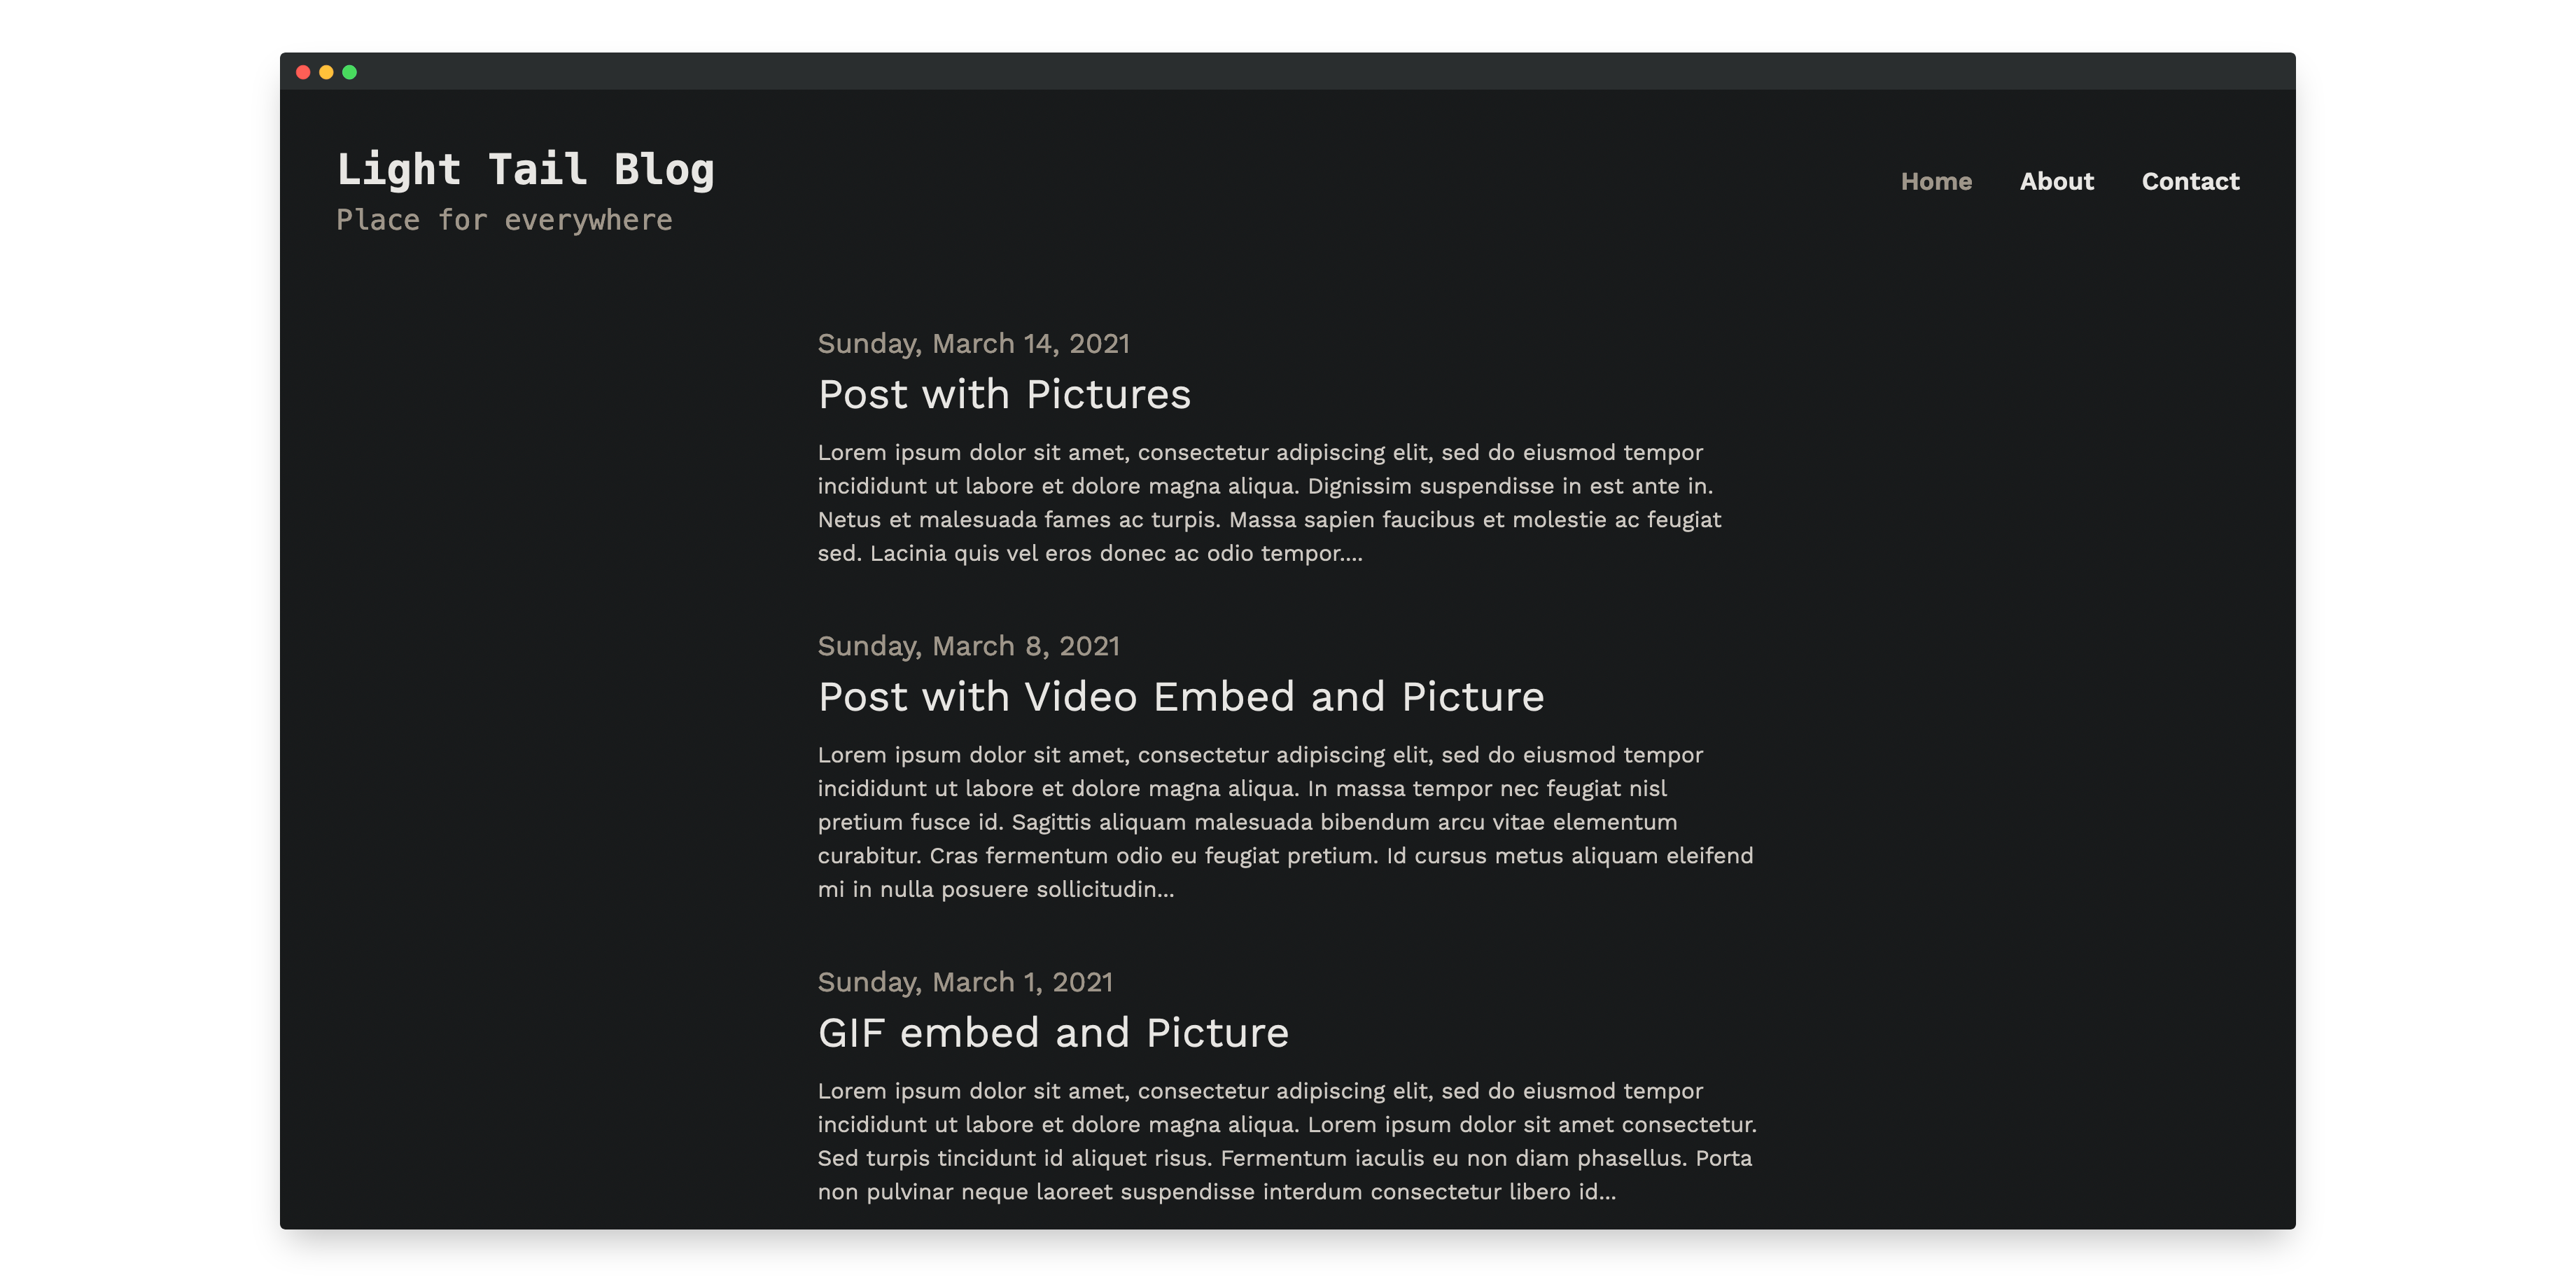 Light Tail Blog
Place for everywhere
Home About Contact
Sunday, March 14, 2021
Post with Pictures
Lorem ipsum dolor sit amet, consectetur adipiscing elit, sed do eiusmod tempor
incididunt ut labore et dolore magna aliqua. Dignissim suspendisse in est ante in.
Netus et malesuada fames ac turpis. Massa sapien faucibus et molestie ac feugiat
sed. Lacinia quis vel eros donec ac odio tempor....
Sunday, March 8, 2021
Post with Video Embed and Picture
Lorem ipsum dolor sit amet, consectetur adipiscing elit, sed do eiusmod tempor
incididunt ut labore et dolore magna aliqua. In massa tempor nec feugiat nisl
pretium fusce id. Sagittis aliquam malesuada bibendum arcu vitae elementum
curabitur. Cras fermentum odio eu feugiat pretium. Id cursus metus aliquam eleifend
mi in nulla posuere sollicitudin...
Sunday, March 1, 2021
GIF embed and Picture
Lorem ipsum dolor sit amet, consectetur adipiscing elit, sed do eiusmod tempor
incididunt ut labore et dolore magna aliqua. Lorem ipsum dolor sit amet consectetur.
Sed turpis tincidunt id aliquet risus. Fermentum iaculis eu non diam phasellus. Porta
non pulvinar neque laoreet suspendisse interdum consectetur libero id...